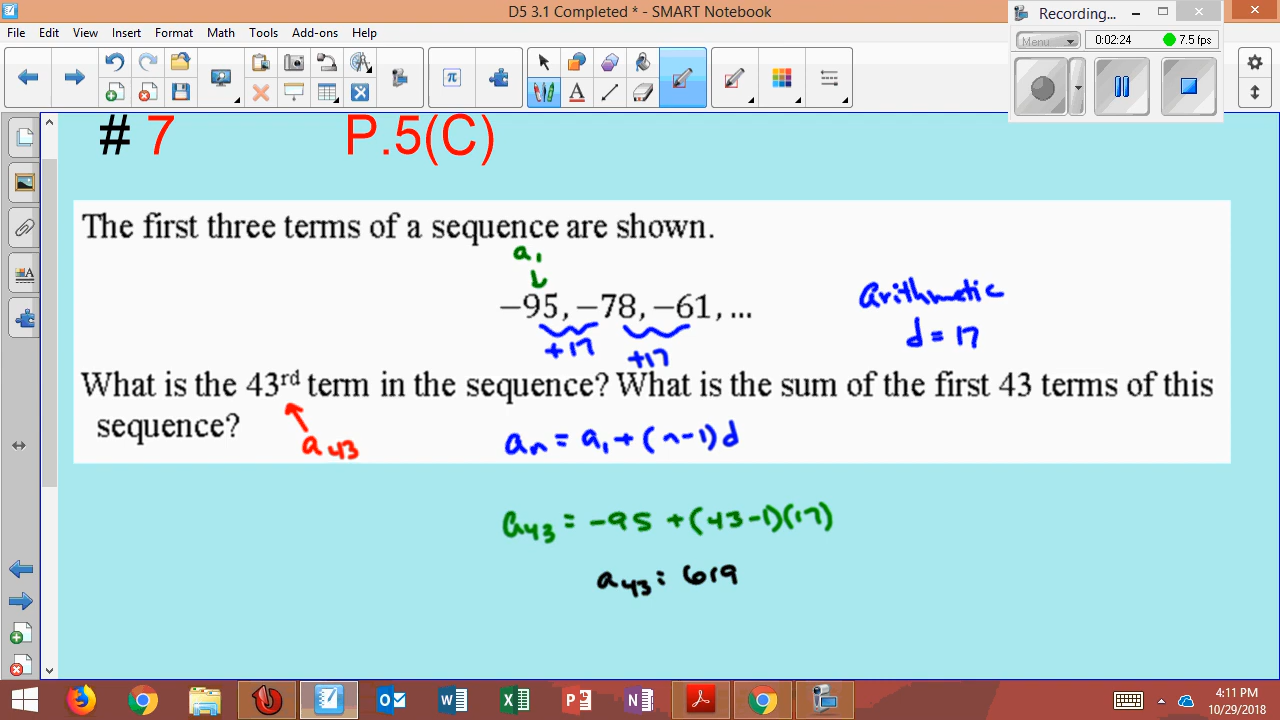 D5 3.1 Completed * - SMART Notebook
Recording...
File Edit View Insert Format Math Tools Add-ons Help
Menu
0:02:24
7.5 fps
# 7 P.5(C)
The first three terms of a sequence are shown.
a₁
−95, −78, −61, ...
arithmetic
+17 +17
d = 17
What is the 43rd term in the sequence? What is the sum of the first 43 terms of this
sequence?
a₄₃
aₙ = a₁ + (n-1)d
a₄₃ = -95 + (43-1)(17)
a₄₃ = 619
4:11 PM
10/29/2018